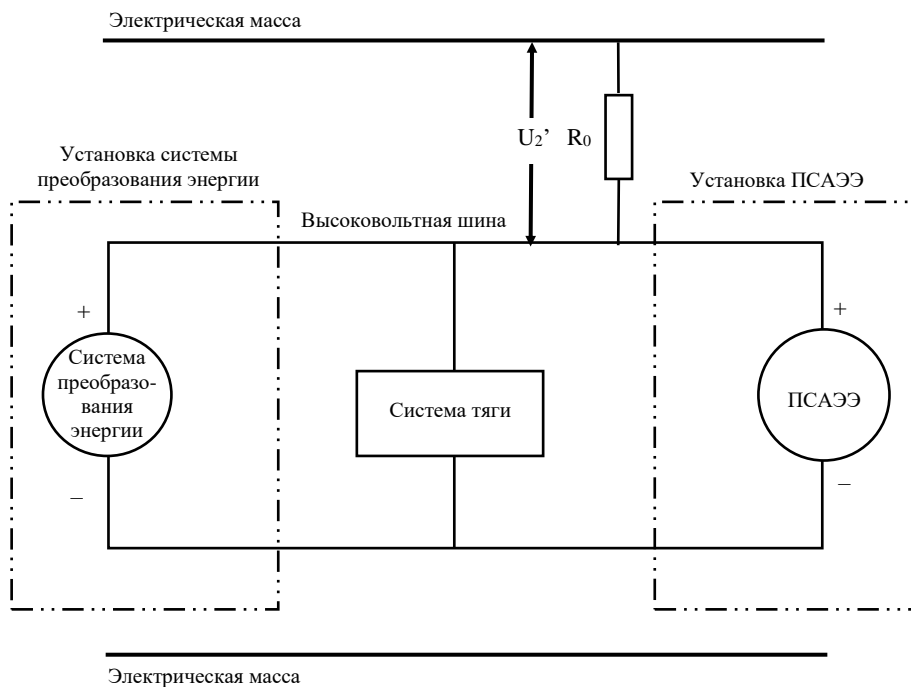 Электрическая масса
U₂’ R₀
Установка системы
преобразования энергии
Установка ПСАЭЭ
Высоковольтная шина
+
+
Система
преобразо-
вания
энергии
Система тяги
ПСАЭЭ
–
–
Электрическая масса